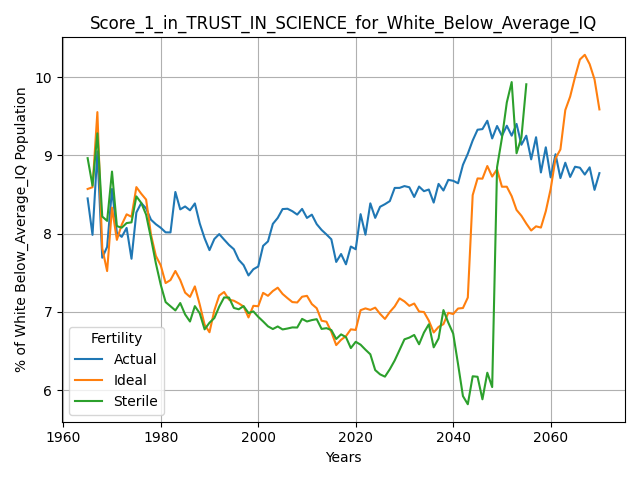 Score_1_in_TRUST_IN_SCIENCE_for_White_Below_Average_IQ
% of White Below_Average_IQ Population
10
9
8
7
6
Fertility
Actual
Ideal
Sterile
1960 1980 2000 2020 2040 2060
Years